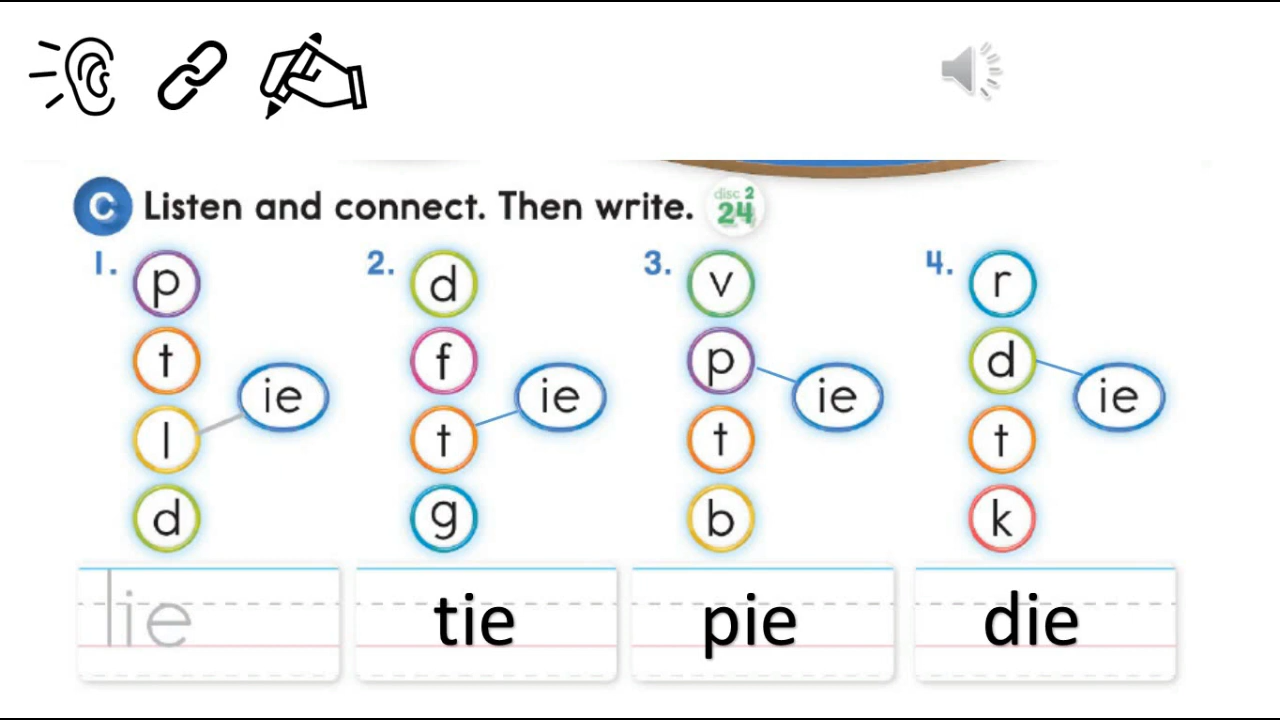 C Listen and connect. Then write. disc 2 24
1. 2. 3. 4.
p d v r
t f p d
ie ie ie ie
l t t t
d g b k
lie tie pie die